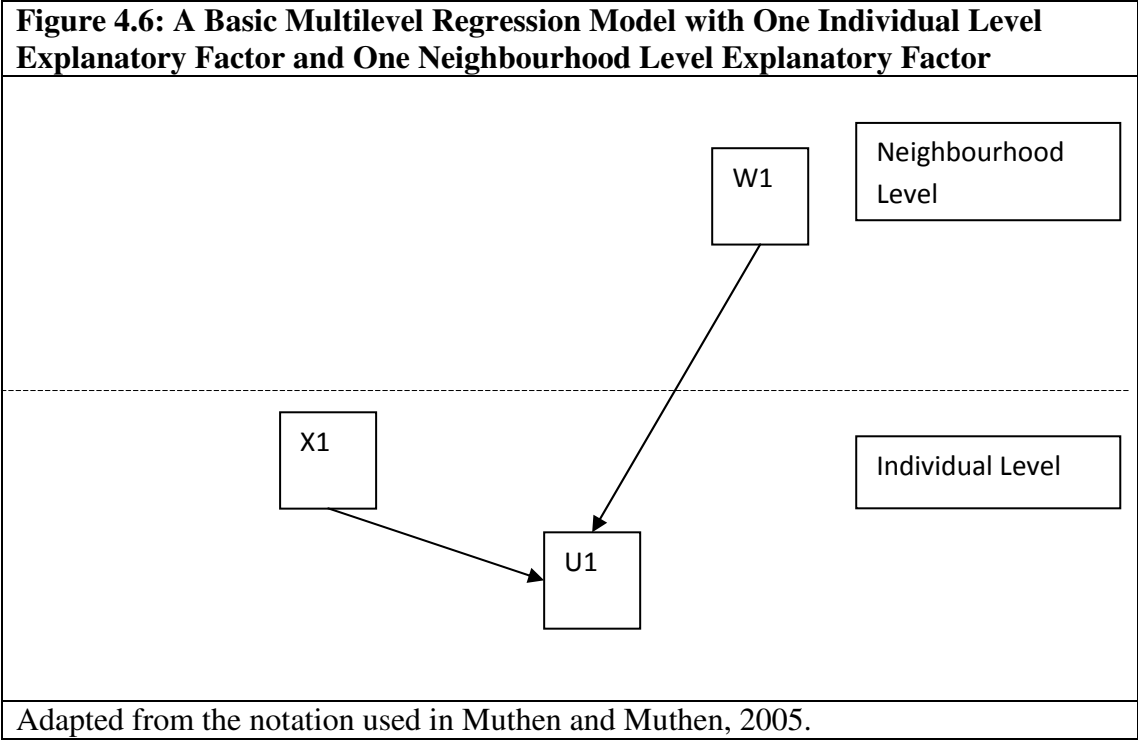 Figure 4.6: A Basic Multilevel Regression Model with One Individual Level
Explanatory Factor and One Neighbourhood Level Explanatory Factor
Neighbourhood
Level
W1
X1
Individual Level
U1
Adapted from the notation used in Muthen and Muthen, 2005.